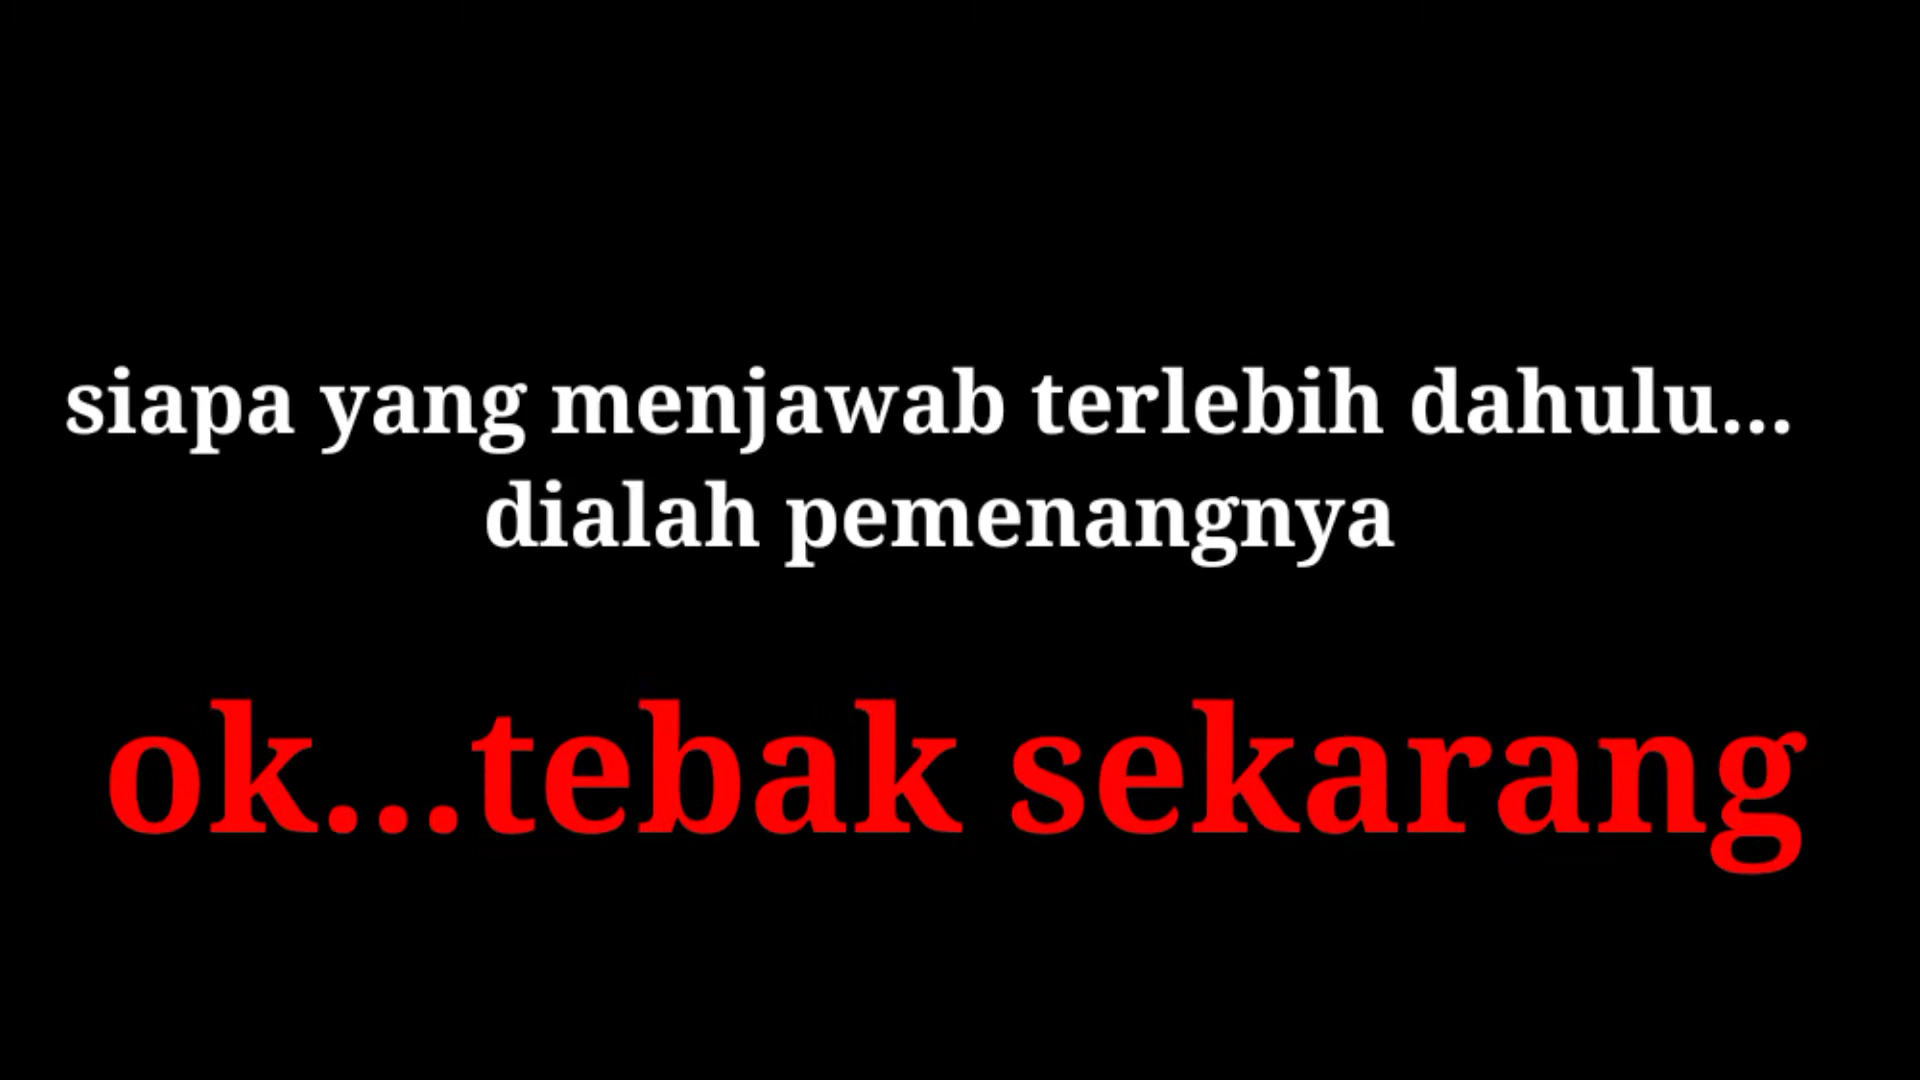 siapa yang menjawab terlebih dahulu...
dialah pemenangnya
ok...tebak sekarang